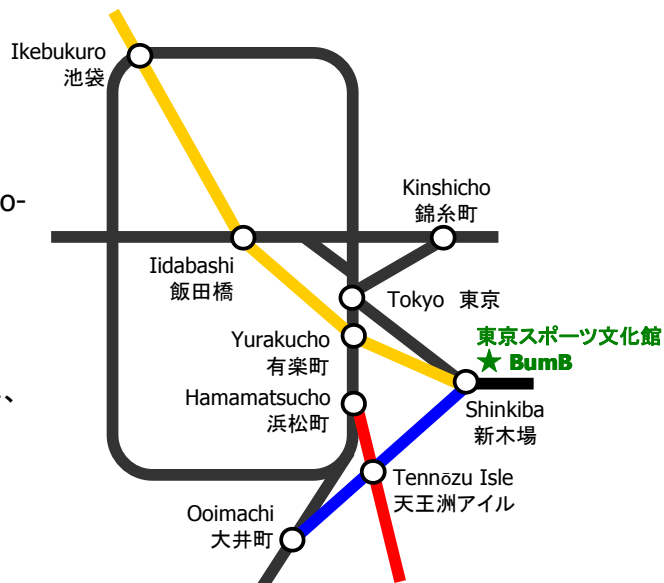 Ikebukuro
池袋
o-
Kinshicho
錦糸町
Iidabashi
飯田橋
Tokyo 東京
Yurakucho
有楽町
東京スポーツ文化館
★ BumB
Hamamatsucho
浜松町
、
Shinkiba
新木場
Tennōzu Isle
天王洲アイル
Ooimachi
大井町